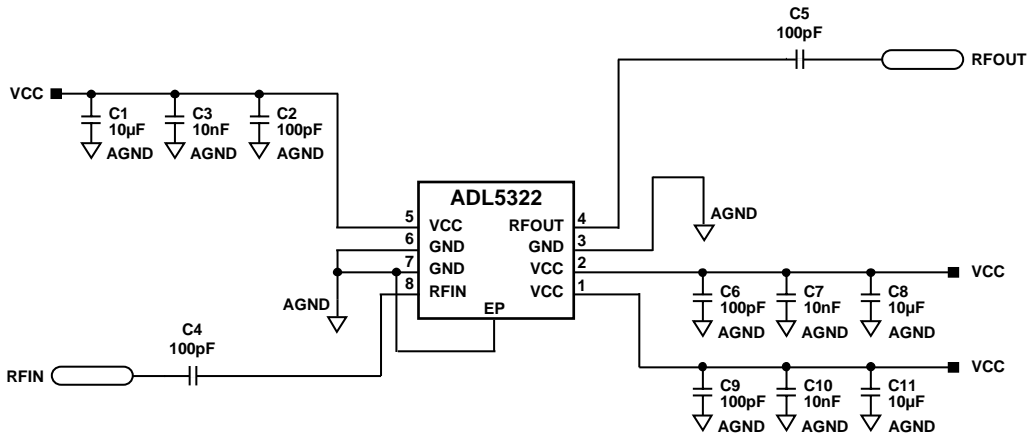 C5
100pF
RFOUT
VCC
C1
10µF
AGND
C3
10nF
AGND
C2
100pF
AGND
ADL5322
5
VCC
6
GND
7
GND
8
RFIN
RFOUT
4
GND
3
VCC
2
VCC
1
EP
AGND
AGND
VCC
C6
100pF
AGND
C7
10nF
AGND
C8
10µF
AGND
C4
100pF
RFIN
VCC
C9
100pF
AGND
C10
10nF
AGND
C11
10µF
AGND